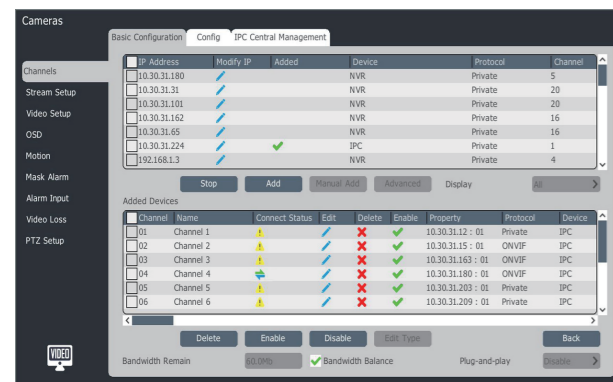 Cameras
Basic Configuration Config IPC Central Management
Channels
Stream Setup
Video Setup
OSD
Motion
Mask Alarm
Alarm Input
Video Loss
PTZ Setup
IP Address Modify IP Added Device Protocol Channel
10.30.31.180 NVR Private 5
10.30.31.31 NVR Private 20
10.30.31.101 NVR Private 20
10.30.31.162 NVR Private 16
10.30.31.65 NVR Private 16
10.30.31.224 IPC Private 1
192.168.1.3 NVR Private 4
Stop Add Manual Add Advanced Display All
Added Devices
Channel Name Connect Status Edit Delete Enable Property Protocol Device
01 Channel 1 10.30.31.12 : 01 Private IPC
02 Channel 2 10.30.31.15 : 01 ONVIF IPC
03 Channel 3 10.30.31.163 : 01 ONVIF IPC
04 Channel 4 10.30.31.180 : 01 ONVIF IPC
05 Channel 5 10.30.31.203 : 01 Private IPC
06 Channel 6 10.30.31.209 : 01 Private IPC
Delete Enable Disable Edit Type Back
Bandwidth Remain 60.0Mb Bandwidth Balance Plug-and-play Disable
VIDEO